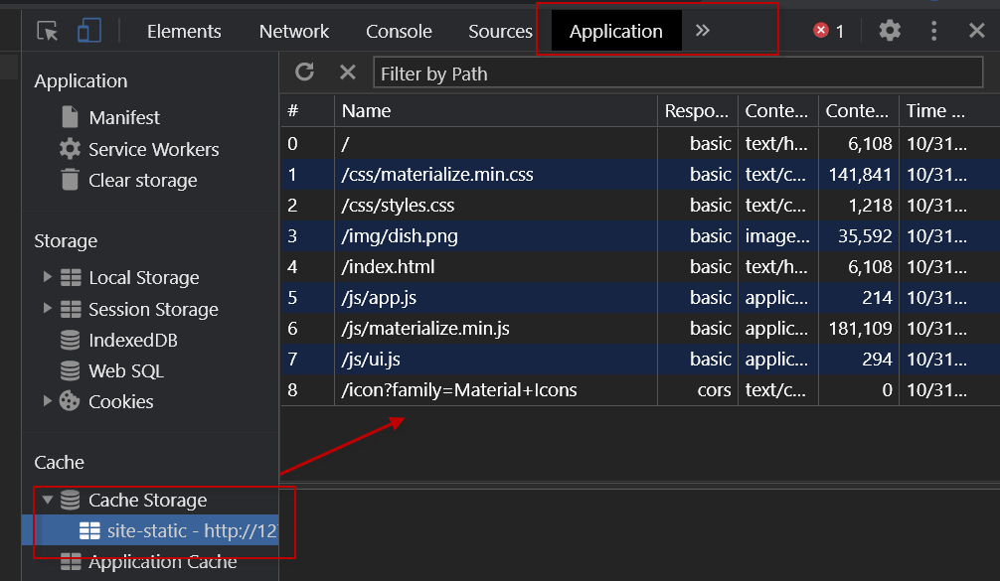 Elements Network Console Sources Application 1
Application
Manifest
Service Workers
Clear storage
Storage
Local Storage
Session Storage
IndexedDB
Web SQL
Cookies
Cache
Cache Storage
site-static - http://12
Application Cache
Filter by Path
# Name Respo... Conte... Conte... Time ...
0 / basic text/h... 6,108 10/31...
1 /css/materialize.min.css basic text/c... 141,841 10/31...
2 /css/styles.css basic text/c... 1,218 10/31...
3 /img/dish.png basic image... 35,592 10/31...
4 /index.html basic text/h... 6,108 10/31...
5 /js/app.js basic applic... 214 10/31...
6 /js/materialize.min.js basic applic... 181,109 10/31...
7 /js/ui.js basic applic... 294 10/31...
8 /icon?family=Material+Icons cors text/c... 0 10/31...